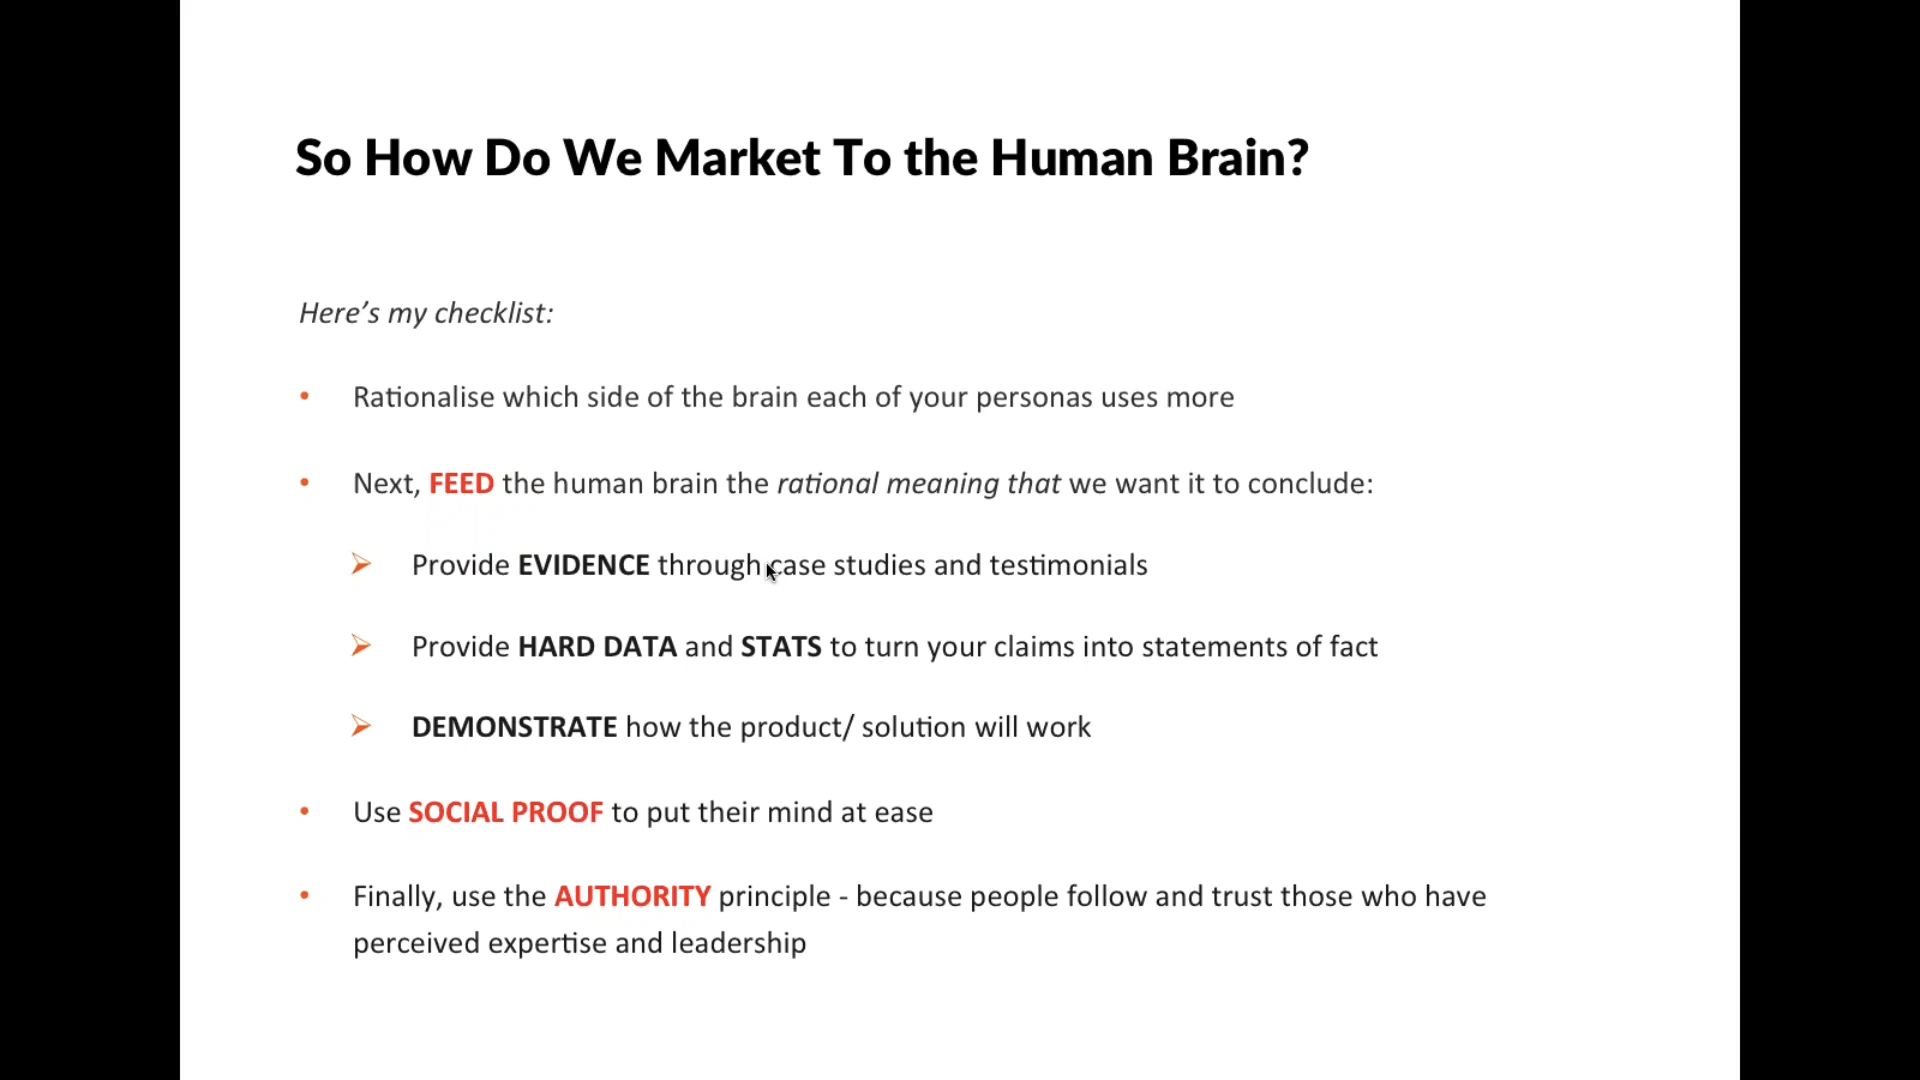 So How Do We Market To the Human Brain?
Here’s my checklist:
• Rationalise which side of the brain each of your personas uses more
• Next, FEED the human brain the rational meaning that we want it to conclude:
➢ Provide EVIDENCE through case studies and testimonials
➢ Provide HARD DATA and STATS to turn your claims into statements of fact
➢ DEMONSTRATE how the product/ solution will work
• Use SOCIAL PROOF to put their mind at ease
• Finally, use the AUTHORITY principle - because people follow and trust those who have
perceived expertise and leadership